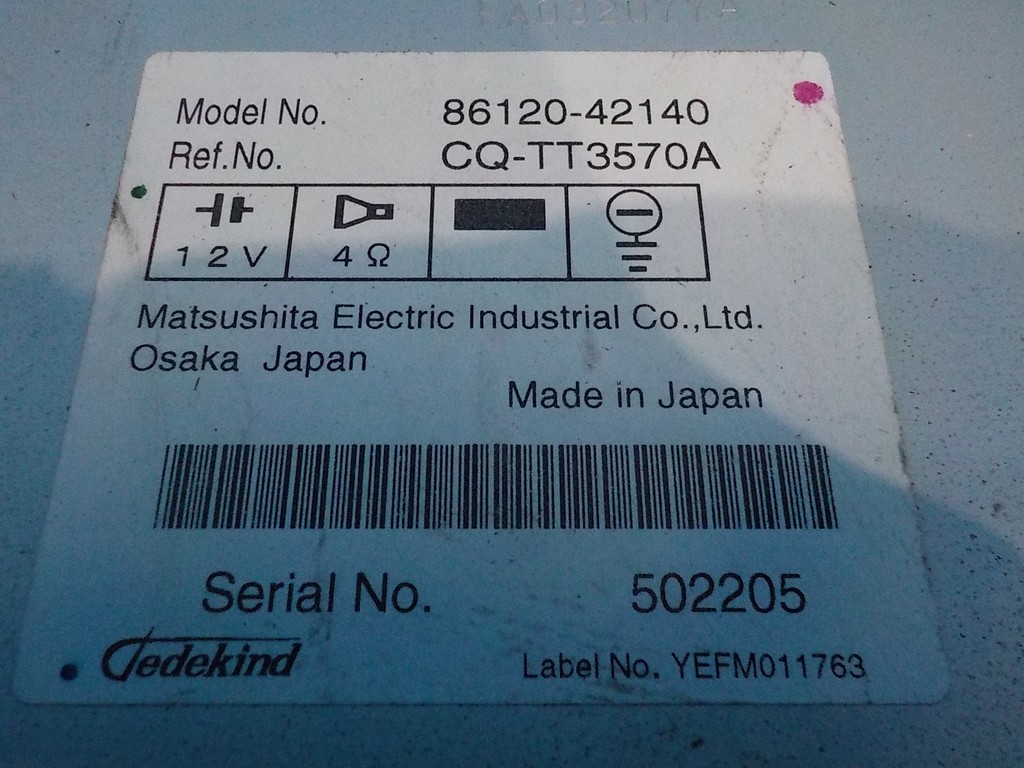 Model No. 86120-42140
Ref.No. CQ-TT3570A
12V 4Ω
Matsushita Electric Industrial Co.,Ltd.
Osaka Japan
Made in Japan
Serial No. 502205
Label No. YEFM011763